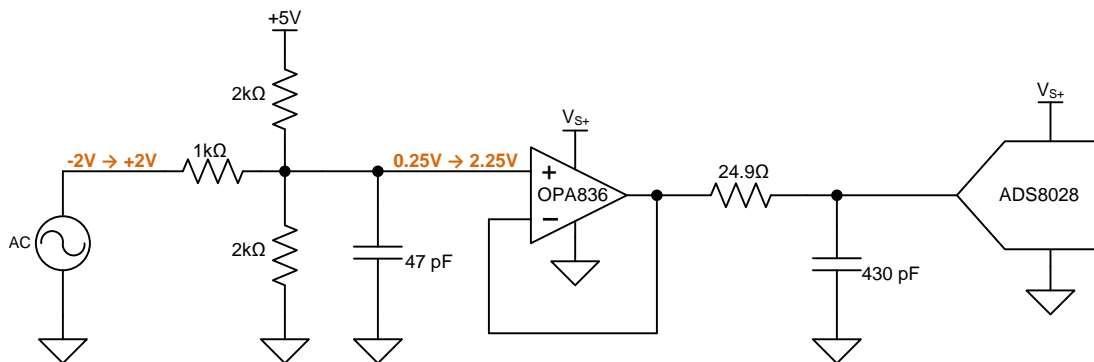 +5V
2kΩ
-2V → +2V
1kΩ
0.25V → 2.25V
AC
2kΩ
47 pF
VS+
+
OPA836
−
24.9Ω
430 pF
VS+
ADS8028